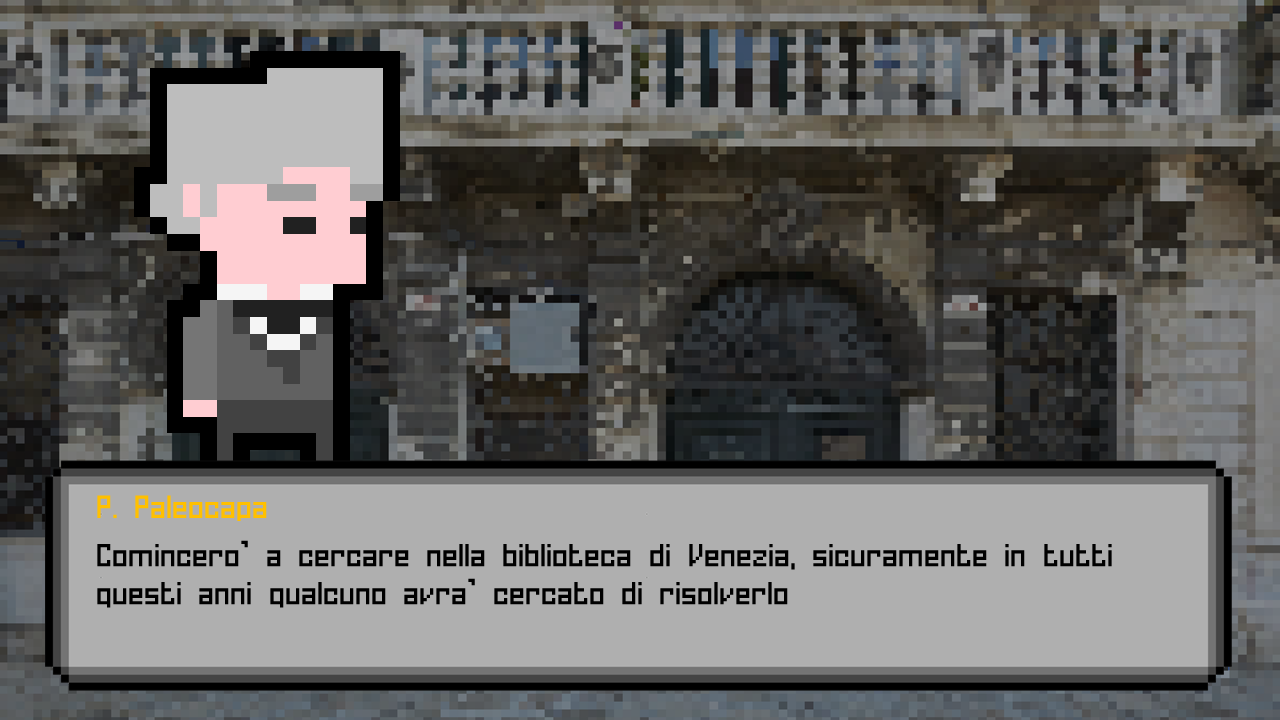 P. Paleocapa
Comincero` a cercare nella biblioteca di Venezia, sicuramente in tutti
questi anni qualcuno avra` cercato di risolverlo